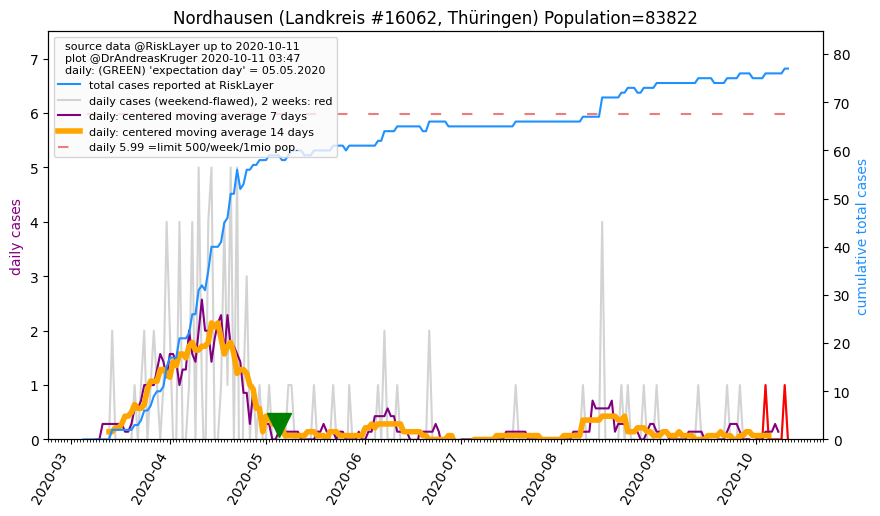 Nordhausen (Landkreis #16062, Thüringen) Population=83822
source data @RiskLayer up to 2020-10-11
plot @DrAndreasKruger 2020-10-11 03:47
daily: (GREEN) 'expectation day' = 05.05.2020
total cases reported at RiskLayer
daily cases (weekend-flawed), 2 weeks: red
daily: centered moving average 7 days
daily: centered moving average 14 days
daily 5.99 =limit 500/week/1mio pop.
daily cases
7
6
5
4
3
2
1
0
cumulative total cases
80
70
60
50
40
30
20
10
0
2020-03
2020-04
2020-05
2020-06
2020-07
2020-08
2020-09
2020-10